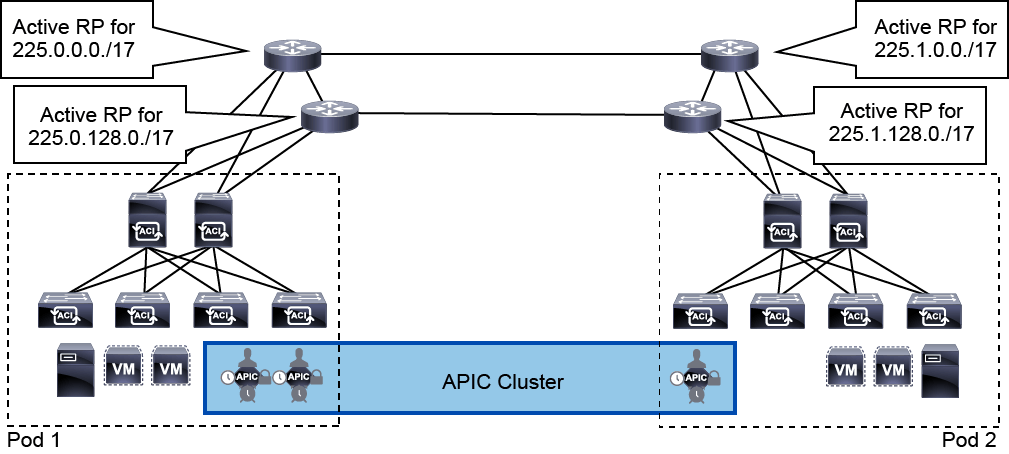 Active RP for
225.0.0.0./17
Active RP for
225.1.0.0./17
Active RP for
225.0.128.0./17
Active RP for
225.1.128.0./17
ACI
ACI
ACI
ACI
ACI
ACI
ACI
ACI
ACI
ACI
ACI
ACI
VM
VM
APIC
APIC
APIC Cluster
APIC
VM
VM
Pod 1
Pod 2